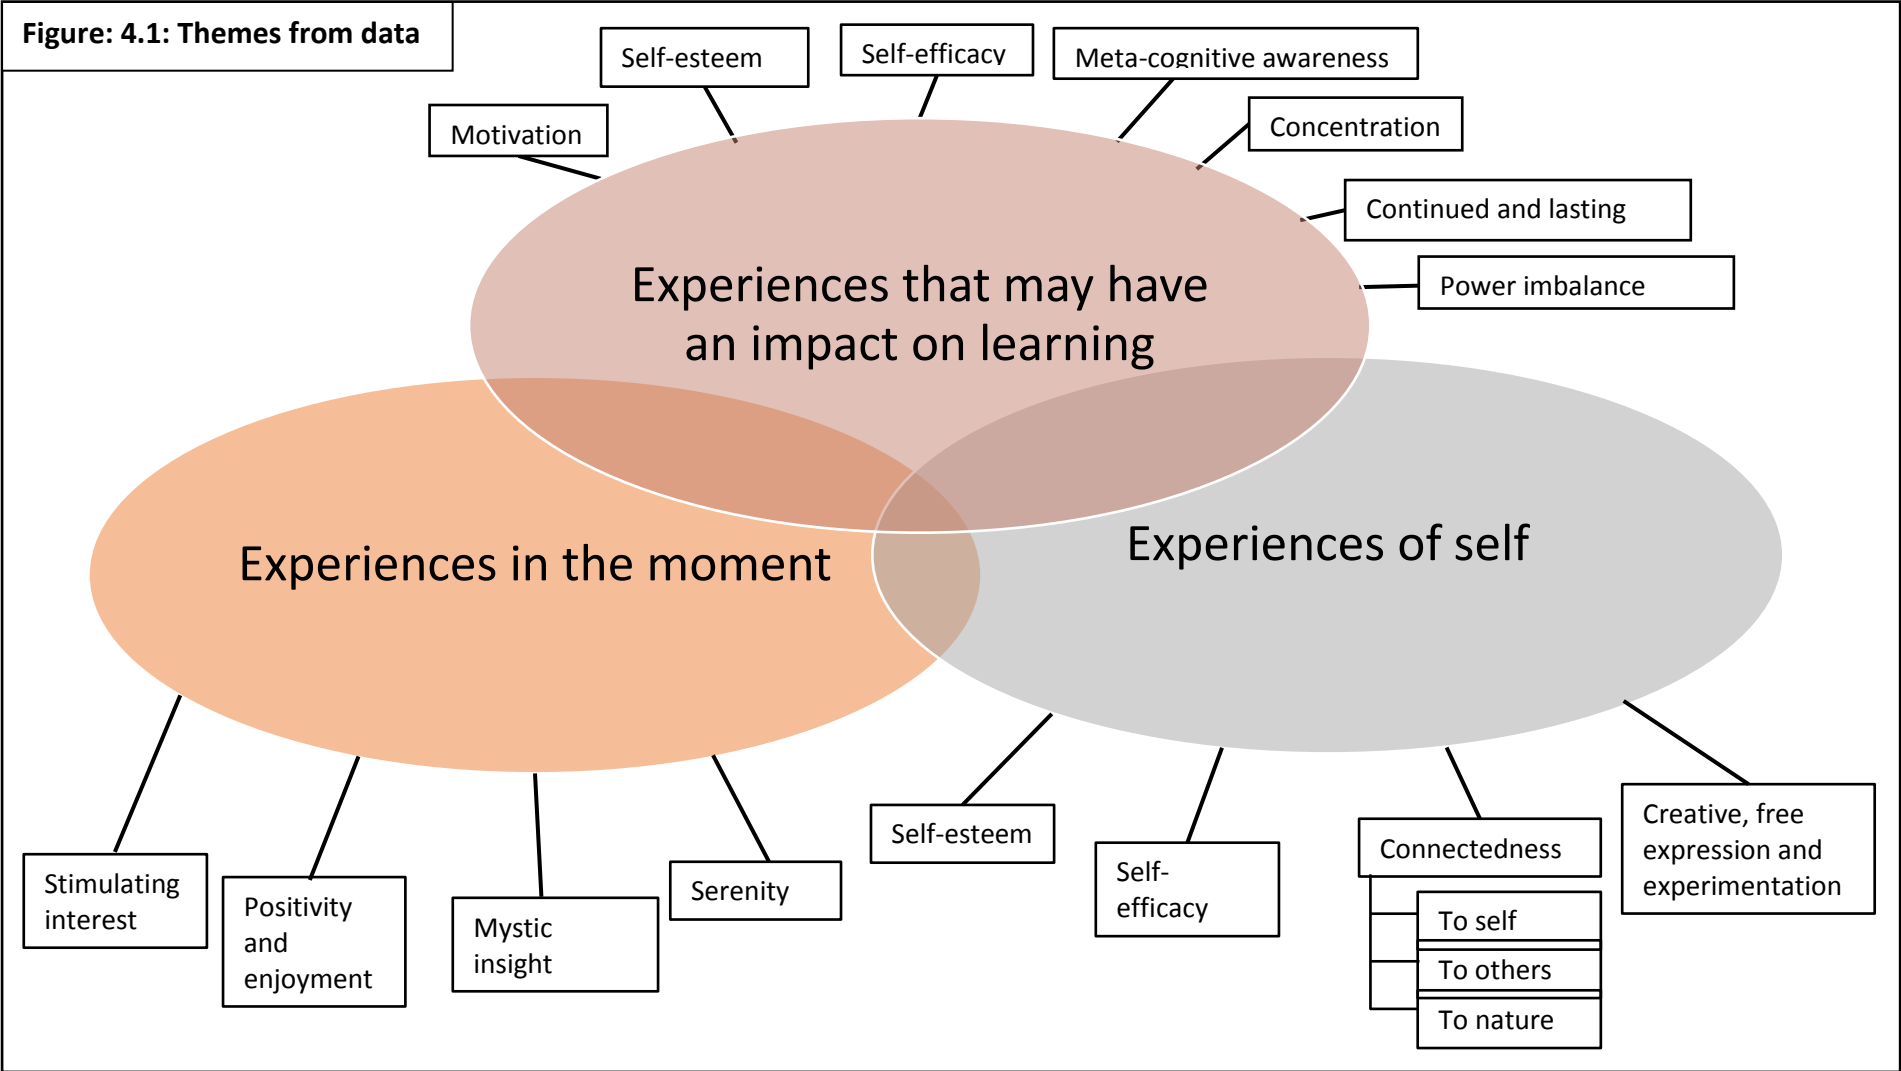 Figure: 4.1: Themes from data
Self-esteem
Self-efficacy
Meta-cognitive awareness
Motivation
Concentration
Continued and lasting
Power imbalance
Experiences that may have
an impact on learning
Experiences in the moment
Experiences of self
Stimulating
interest
Positivity
and
enjoyment
Mystic
insight
Serenity
Self-esteem
Self-
efficacy
Connectedness
To self
To others
To nature
Creative, free
expression and
experimentation